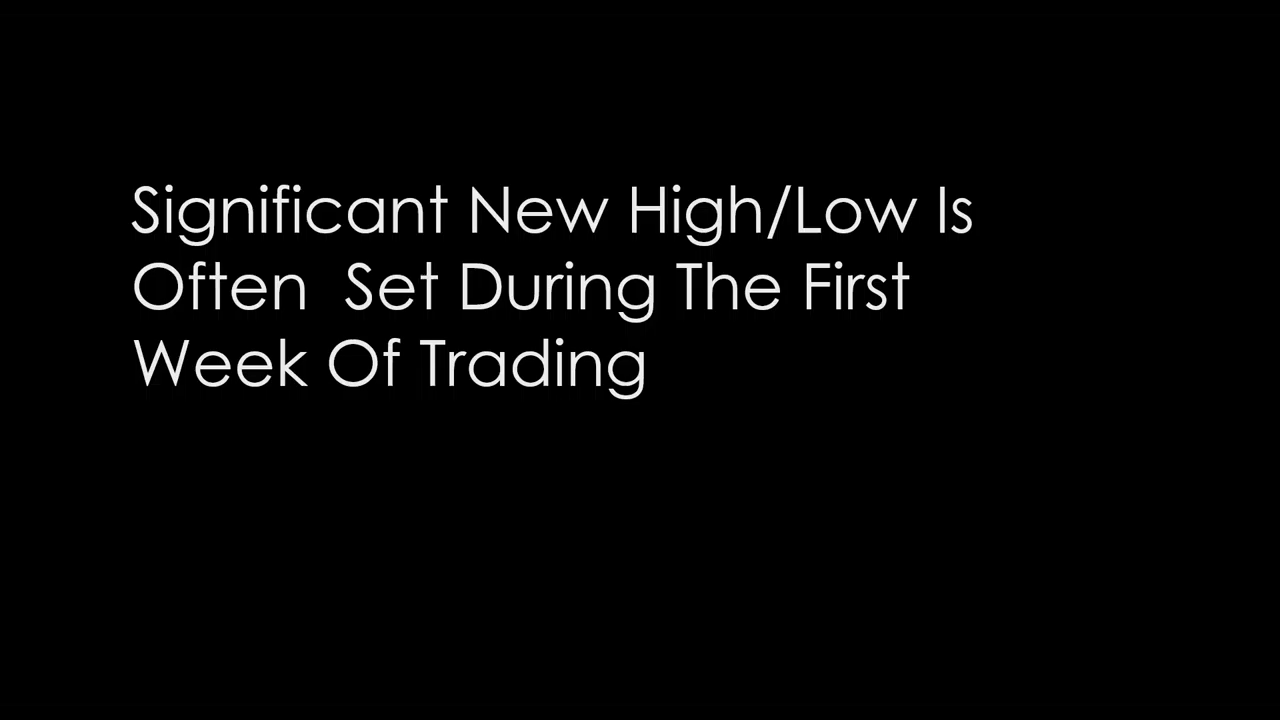 Significant New High/Low Is
Often  Set During The First
Week Of Trading